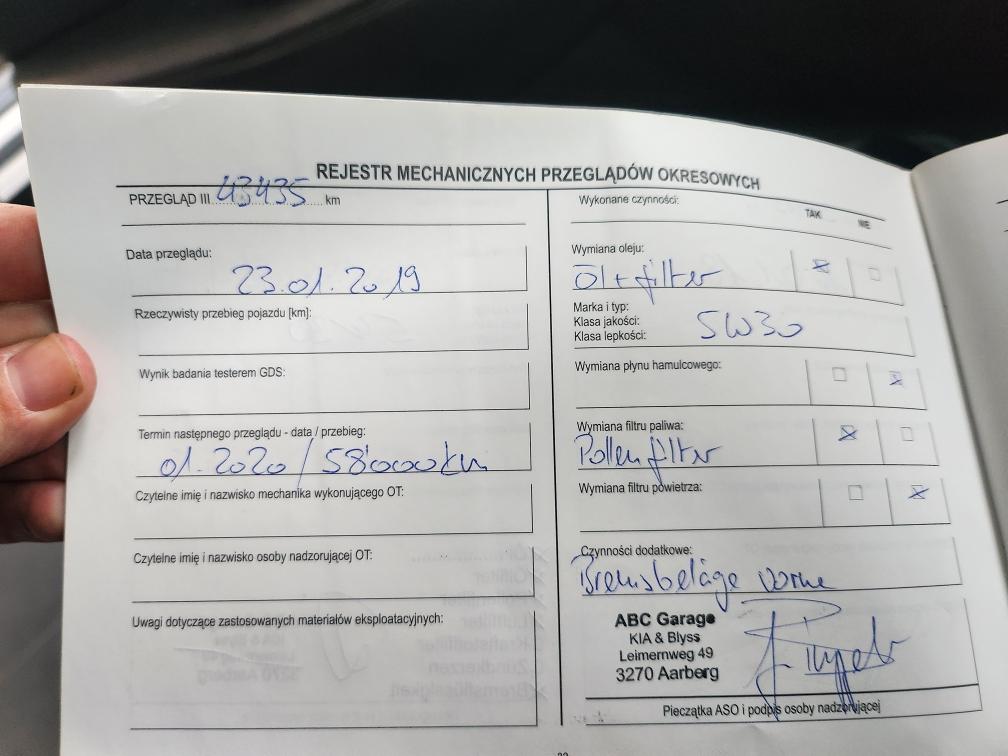 REJESTR MECHANICZNYCH PRZEGLĄDÓW OKRESOWYCH
PRZEGLĄD III 43435 km
Data przeglądu:
23.01.2019
Rzeczywisty przebieg pojazdu [km]:
Wynik badania testerem GDS:
Termin następnego przeglądu - data / przebieg:
01.2020 / 58'000 km
Czytelne imię i nazwisko mechanika wykonującego OT:
Czytelne imię i nazwisko osoby nadzorującej OT:
Uwagi dotyczące zastosowanych materiałów eksploatacyjnych:
Wykonane czynności:
TAK NIE
Wymiana oleju:
Öl + filter
Marka i typ:
Klasa jakości:
Klasa lepkości:
5W30
Wymiana płynu hamulcowego:
Wymiana filtru paliwa:
Pollenfilter
Wymiana filtru powietrza:
Czynności dodatkowe:
Bremsbeläge vorne
ABC Garage
KIA & Blyss
Leimernweg 49
3270 Aarberg
Pieczątka ASO i podpis osoby nadzorującej